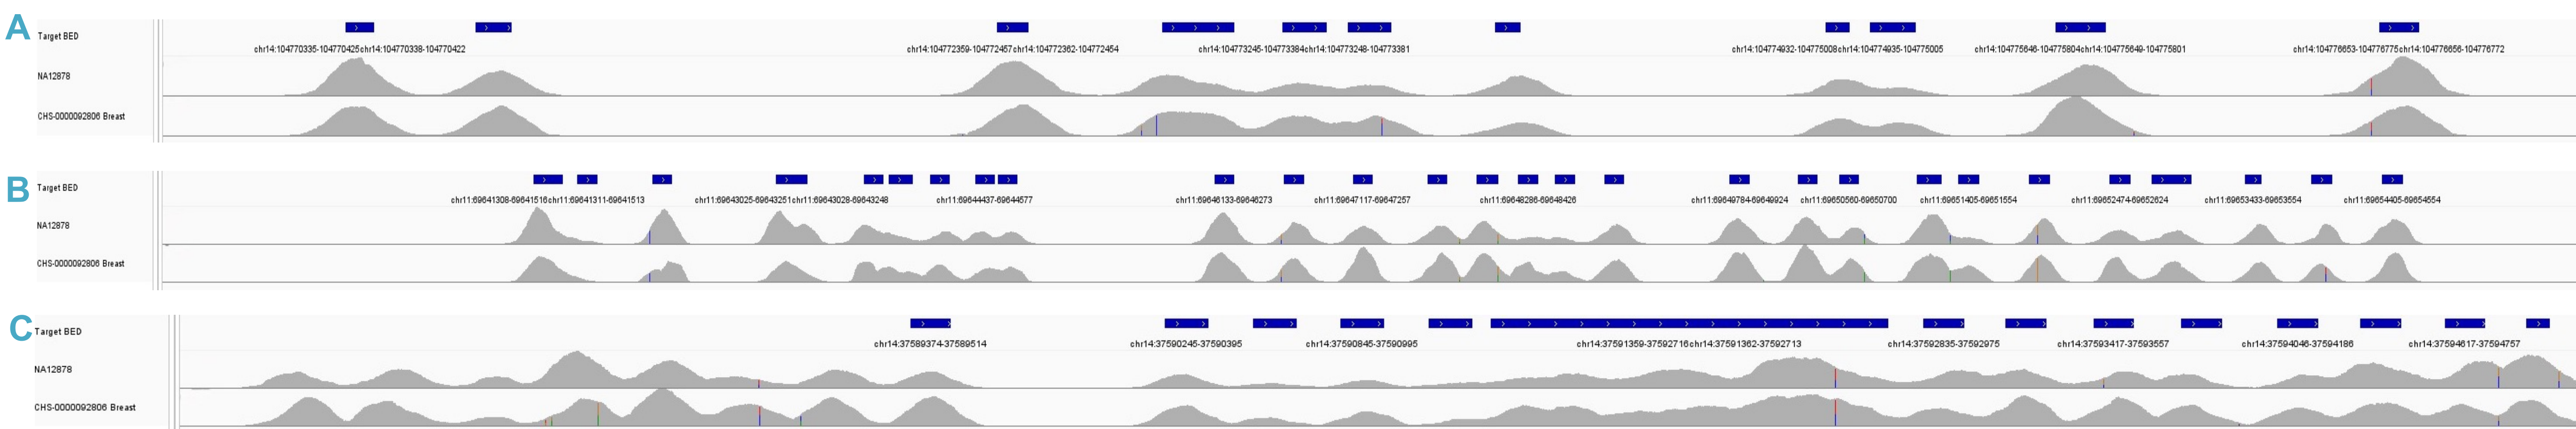 A
Target BED
chr14:104770335-104770425chr14:104770338-104770422 chr14:104772359-104772457chr14:104772362-104772454 chr14:104773245-104773384chr14:104773248-104773381 chr14:104774932-104775008chr14:104774935-104775005 chr14:104775646-104775804chr14:104775649-104775801 chr14:104776653-104776775chr14:104776656-104776772
NA12878
CHS-0000092806 Breast
B
Target BED
chr11:69641308-69641516chr11:69641311-69641513 chr11:69643025-69643251chr11:69643028-69643248 chr11:69644437-69644577 chr11:69646133-69646273 chr11:69647117-69647257 chr11:69648286-69648426 chr11:69649784-69649924 chr11:69650560-69650700 chr11:69651405-69651554 chr11:69652474-69652624 chr11:69653433-69653554 chr11:69654405-69654554
NA12878
CHS-0000092806 Breast
C
Target BED
chr14:37589374-37589514 chr14:37590245-37590395 chr14:37590845-37590995 chr14:37591359-37592716chr14:37591362-37592713 chr14:37592835-37592975 chr14:37593417-37593557 chr14:37594046-37594186 chr14:37594617-37594757
NA12878
CHS-0000092806 Breast